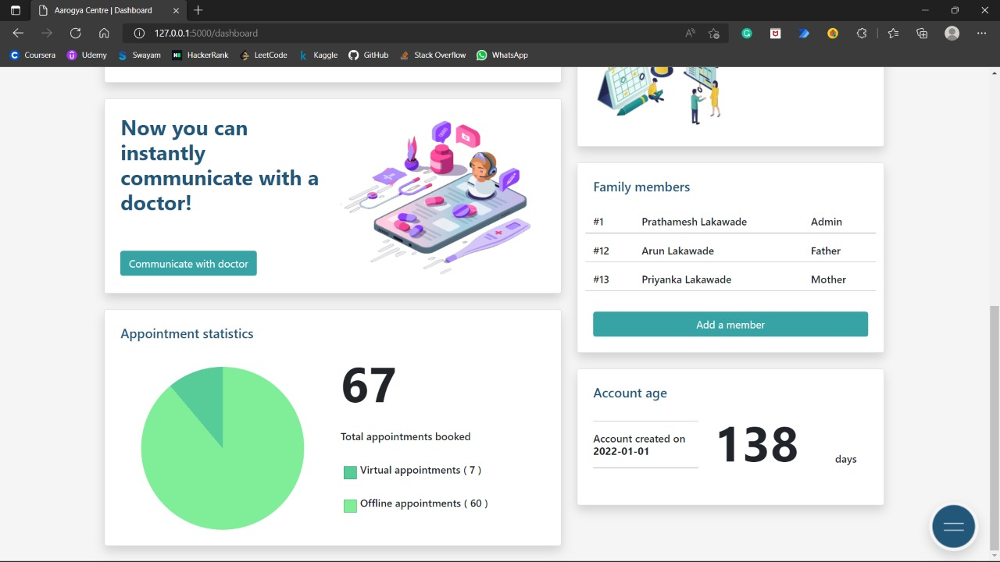 Aarogya Centre | Dashboard
127.0.0.1:5000/dashboard
Coursera
Udemy
Swayam
HackerRank
LeetCode
Kaggle
GitHub
Stack Overflow
WhatsApp
Now you can
instantly
communicate with a
doctor!
Communicate with doctor
Appointment statistics
67
Total appointments booked
Virtual appointments ( 7 )
Offline appointments ( 60 )
Family members
#1 Prathamesh Lakawade Admin
#12 Arun Lakawade Father
#13 Priyanka Lakawade Mother
Add a member
Account age
Account created on
2022-01-01
138 days